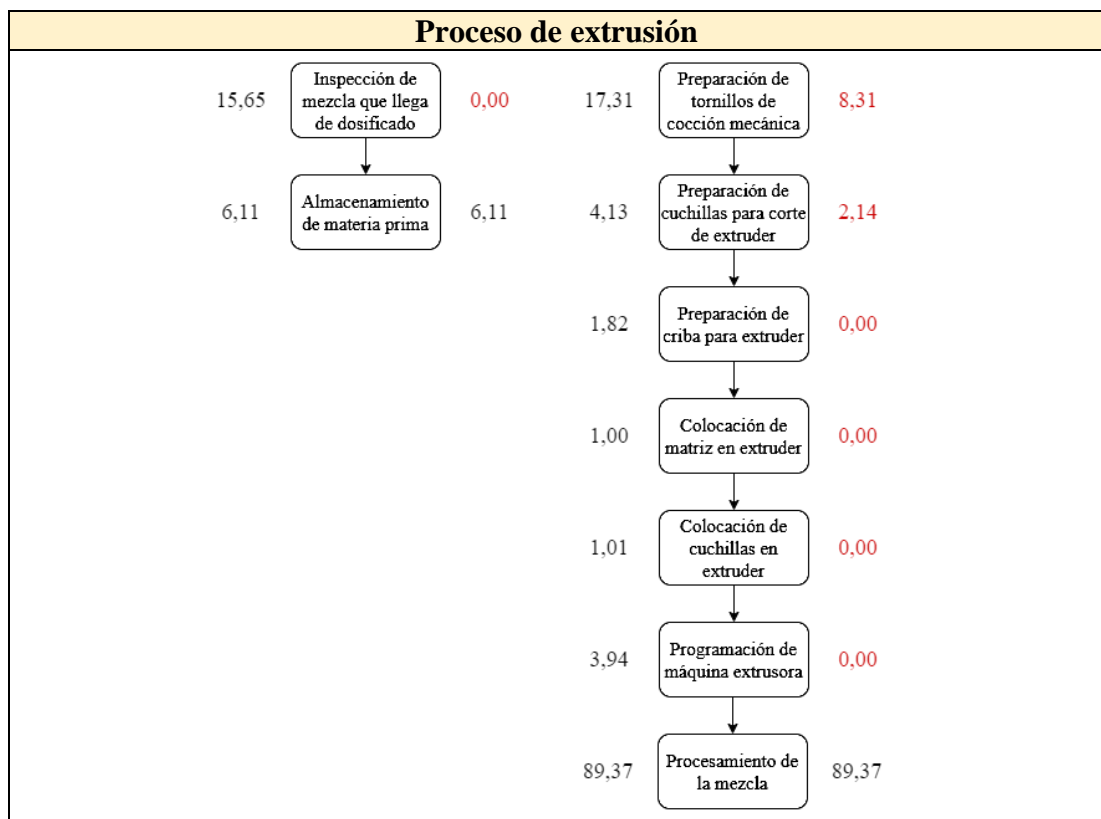 Proceso de extrusión
15,65
Inspección de
mezcla que llega
de dosificado
0,00
6,11
Almacenamiento
de materia prima
6,11
17,31
Preparación de
tornillos de
cocción mecánica
8,31
4,13
Preparación de
cuchillas para corte
de extruder
2,14
1,82
Preparación de
criba para extruder
0,00
1,00
Colocación de
matriz en extruder
0,00
1,01
Colocación de
cuchillas en
extruder
0,00
3,94
Programación de
máquina extrusora
0,00
89,37
Procesamiento de
la mezcla
89,37